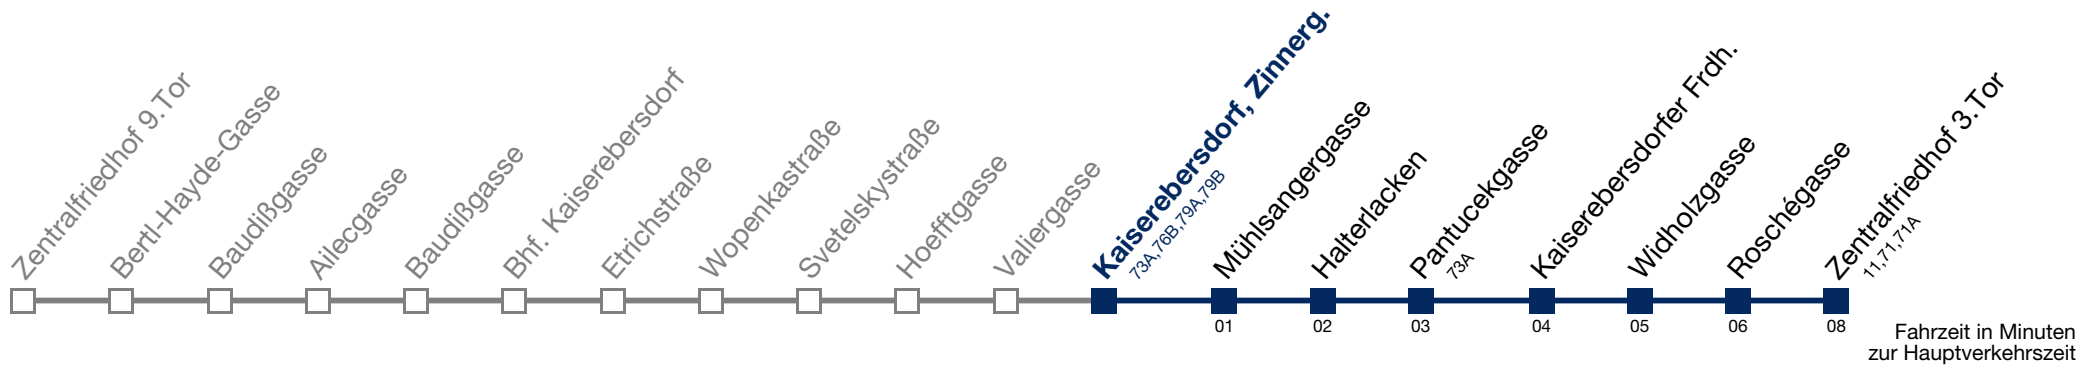 Zentralfriedhof 9.Tor
Bertl-Hayde-Gasse
Baudißgasse
Ailecgasse
Baudißgasse
Bhf. Kaiserebersdorf
Etrichstraße
Wopenkastraße
Svetelskystraße
Hoefftgasse
Valiergasse
Kaiserebersdorf, Zinnerg.
73A,76B,79A,79B
Mühlsangergasse
Halterlacken
Pantucekgasse
73A
Kaiserebersdorfer Frdh.
Widholzgasse
Roschégasse
Zentralfriedhof 3.Tor
11,71,71A
01 02 03 04 05 06 08
Fahrzeit in Minuten
zur Hauptverkehrszeit